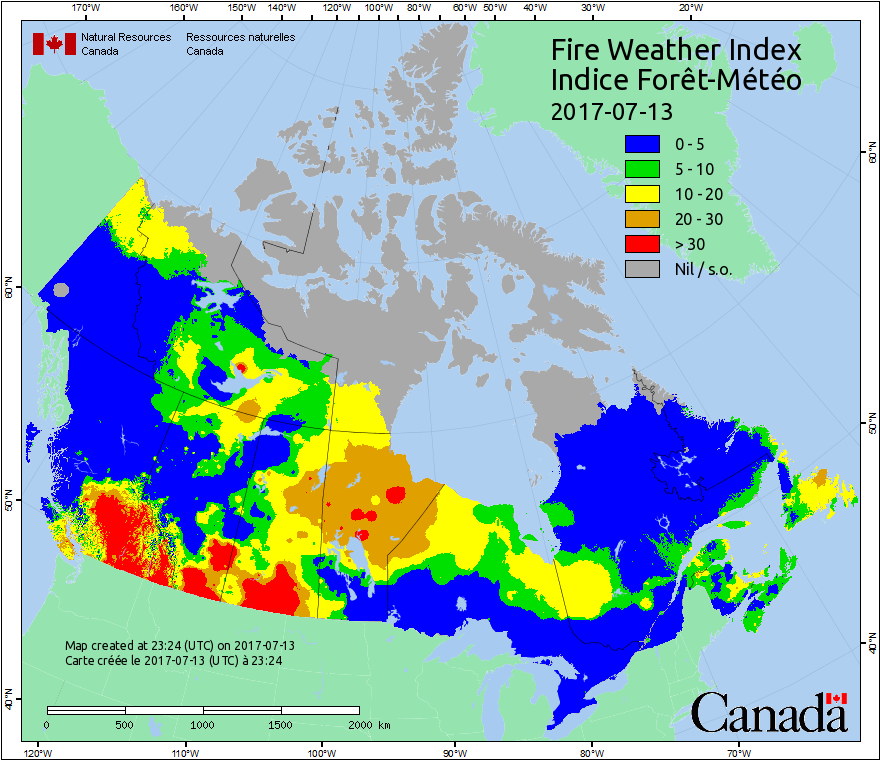 170°W 160°W 150°W 140°W 120°W 100°W 80°W 60°W 50°W 40°W 30°W 20°W
Natural Resources Ressources naturelles
Canada Canada
Fire Weather Index
Indice Forêt-Météo
2017-07-13
0 - 5
5 - 10
10 - 20
20 - 30
> 30
Nil / s.o.
60°N
60°N
50°N
50°N
40°N
40°N
Map created at 23:24 (UTC) on 2017-07-13
Carte créée le 2017-07-13 (UTC) à 23:24
0 500 1000 1500 2000 km
Canada
120°W 110°W 100°W 90°W 80°W 70°W